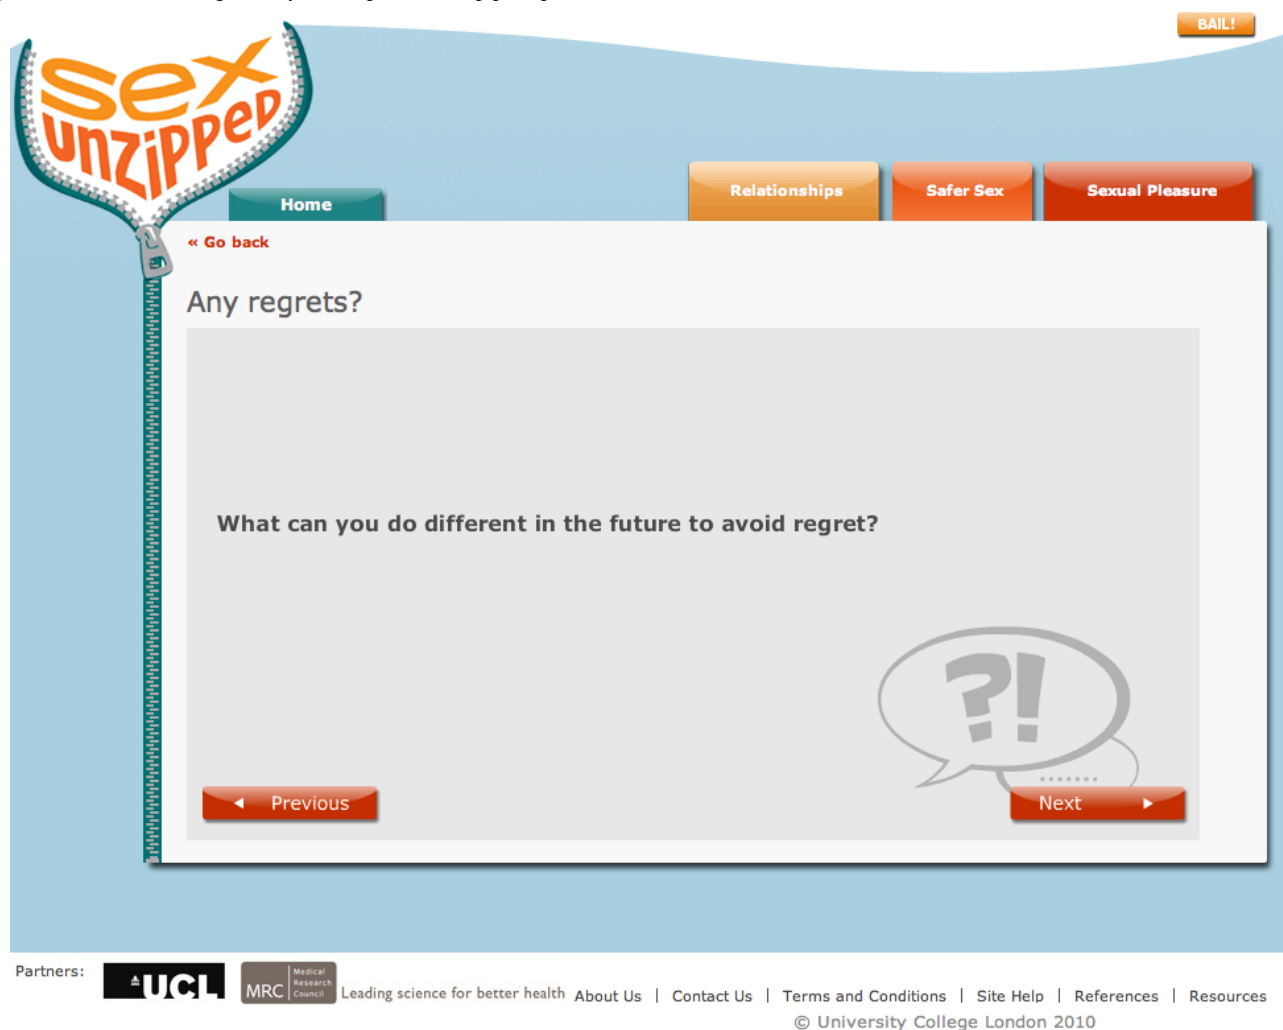 BAIL!
sex
unzipped
Home
Relationships
Safer Sex
Sexual Pleasure
« Go back
Any regrets?
What can you do different in the future to avoid regret?
?!
Previous
Next
Partners:
UCL
MRC
Medical
Research
Council
Leading science for better health
About Us | Contact Us | Terms and Conditions | Site Help | References | Resources
© University College London 2010